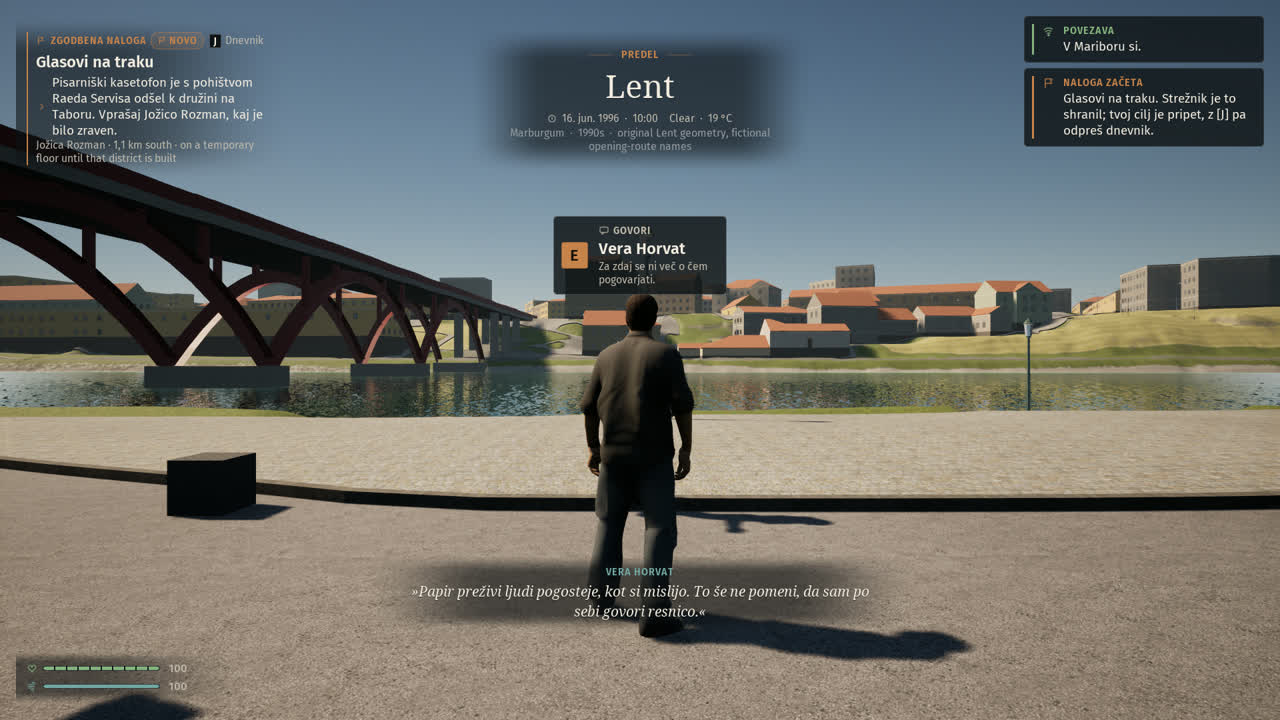 ZGODBENA NALOGA NOVO J Dnevnik
Glasovi na traku
Pisarniški kasetofon je s pohištvom
Raeda Servisa odšel k družini na
Taboru. Vprašaj Jožico Rozman, kaj je
bilo zraven.
Jožica Rozman · 1,1 km south · on a temporary
floor until that district is built
PREDEL
Lent
16. jun. 1996 · 10:00 Clear · 19 °C
Marburgum · 1990s · original Lent geometry, fictional
opening-route names
POVEZAVA
V Mariboru si.
NALOGA ZAČETA
Glasovi na traku. Strežnik je to
shranil; tvoj cilj je pripet, z [J] pa
odpreš dnevnik.
GOVORI
E Vera Horvat
Za zdaj se ni več o čem
pogovarjati.
VERA HORVAT
»Papir preživi ljudi pogosteje, kot si mislijo. To še ne pomeni, da sam po
sebi govori resnico.«
100
100